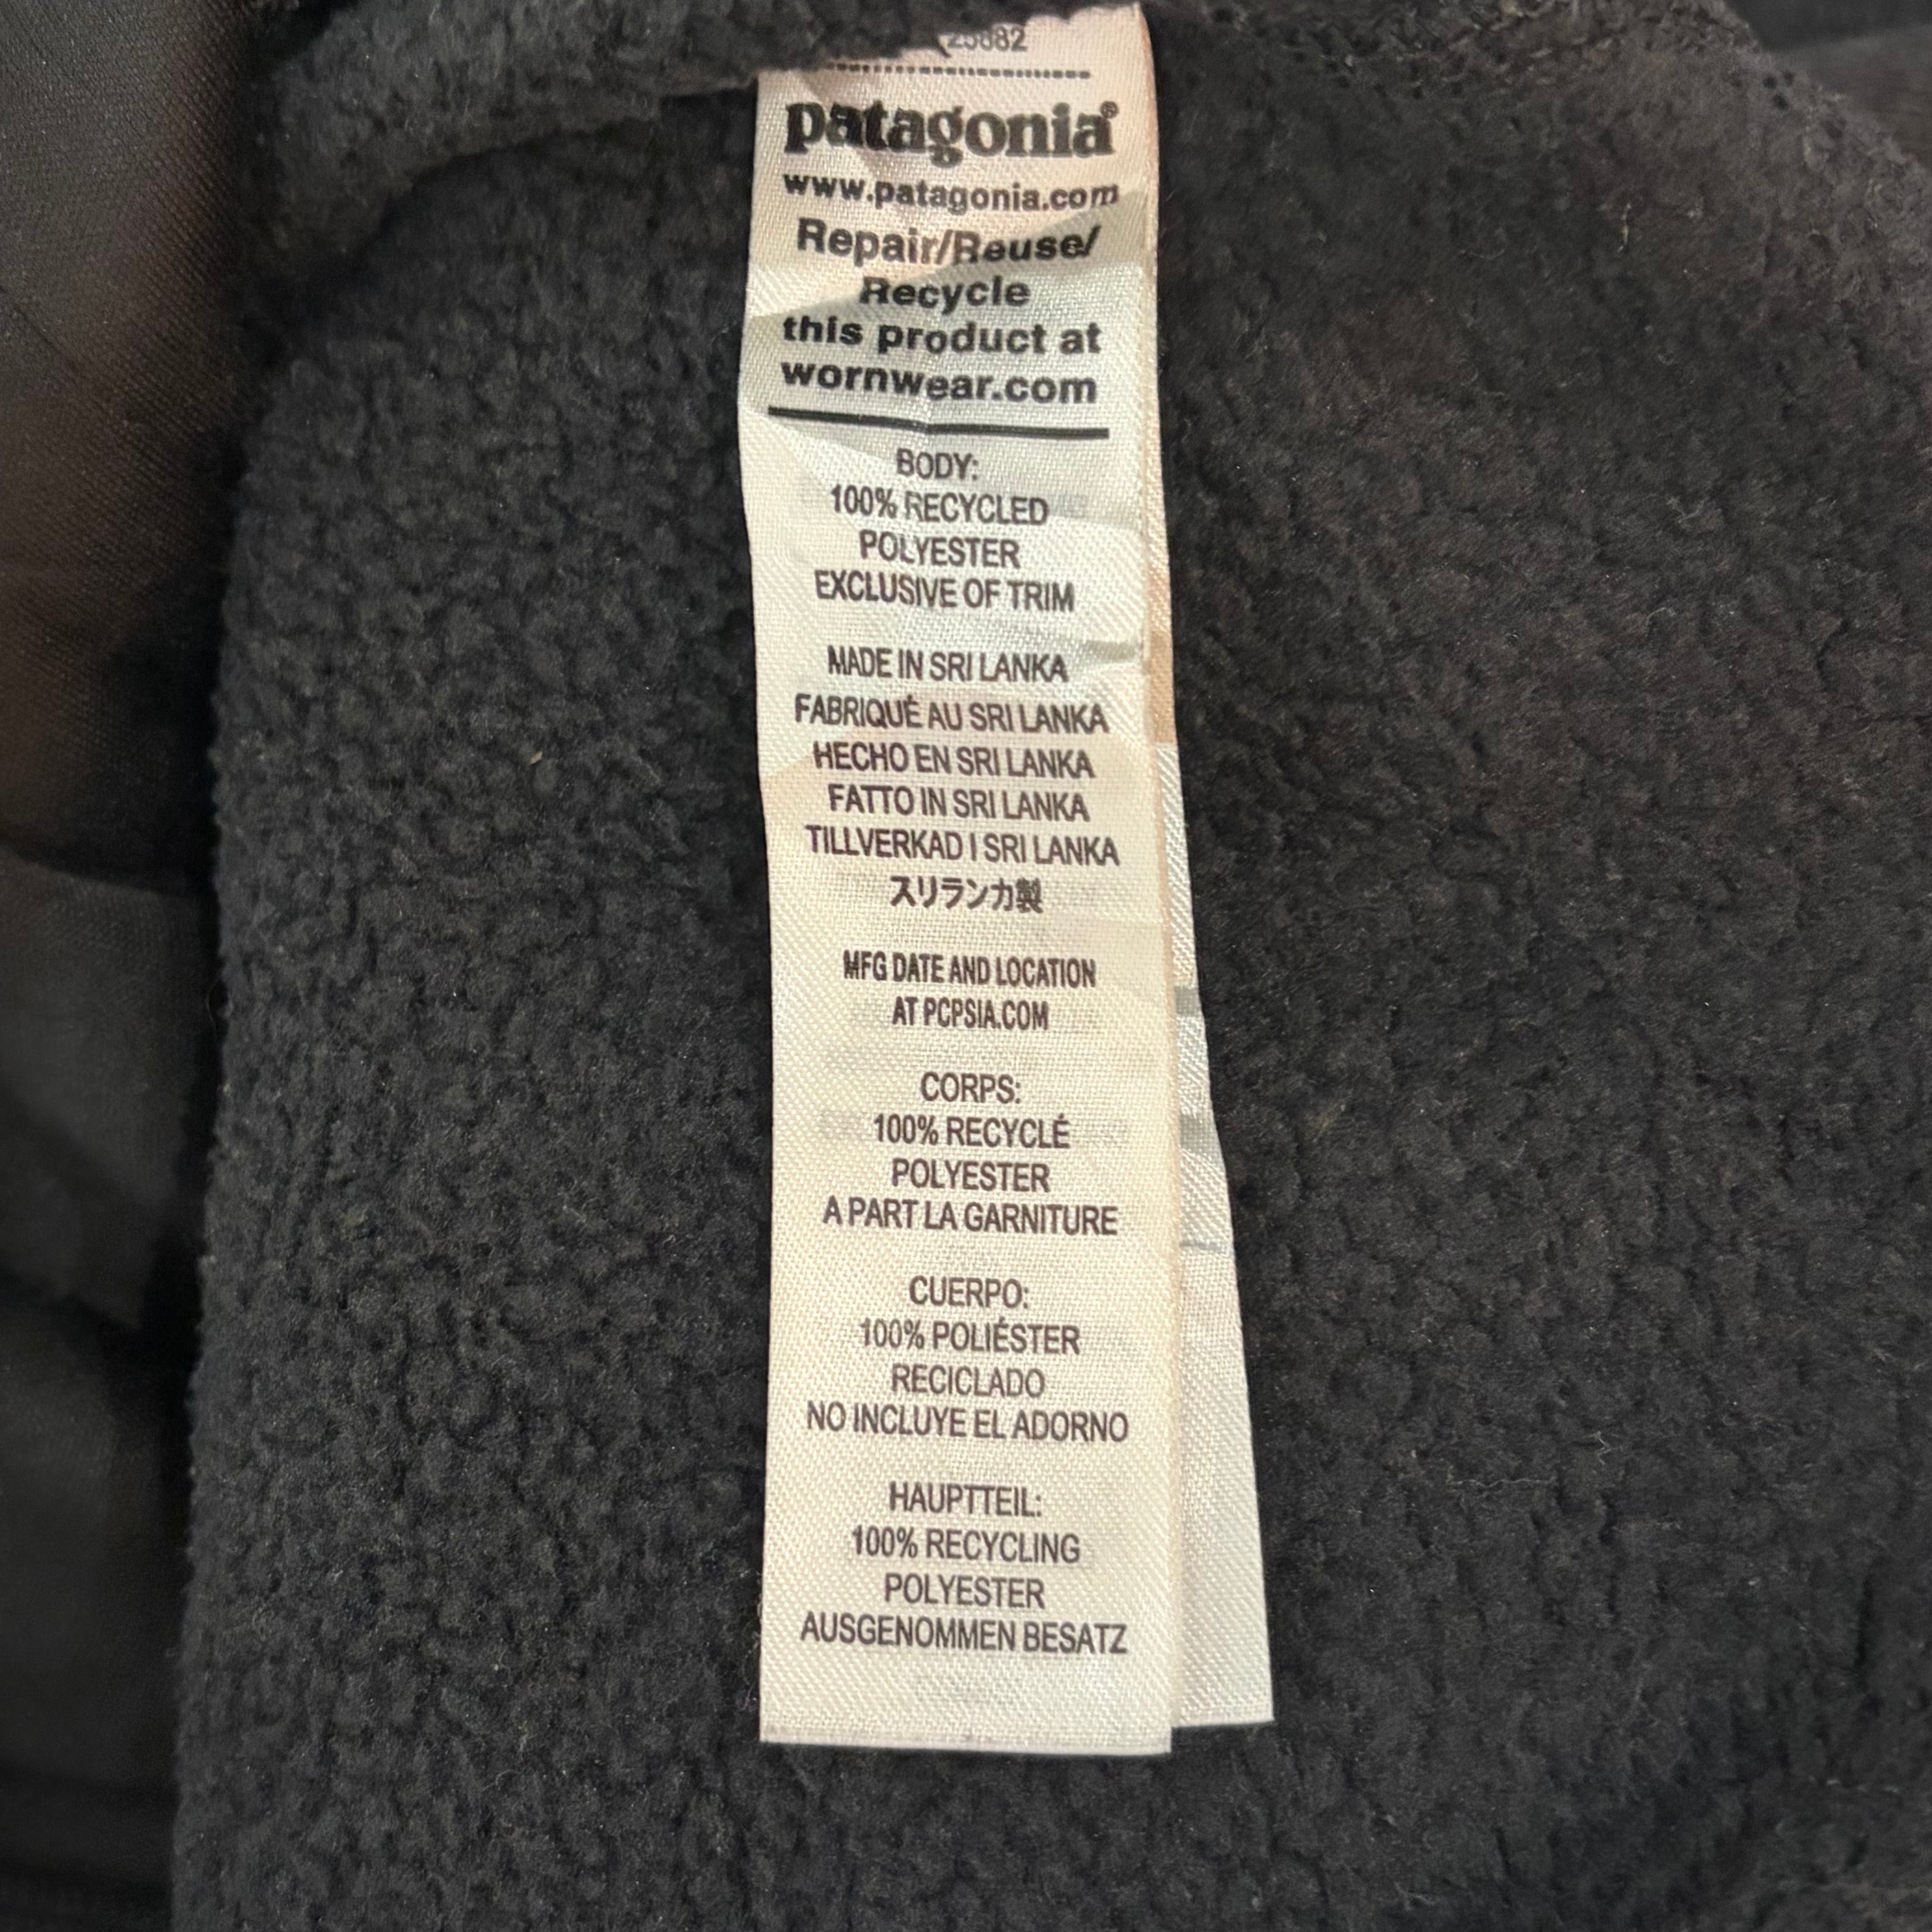 25882
patagonia®
www.patagonia.com
Repair/Reuse/
Recycle
this product at
wornwear.com
BODY:
100% RECYCLED
POLYESTER
EXCLUSIVE OF TRIM
MADE IN SRI LANKA
FABRIQUÉ AU SRI LANKA
HECHO EN SRI LANKA
FATTO IN SRI LANKA
TILLVERKAD I SRI LANKA
スリランカ製
MFG DATE AND LOCATION
AT PCPSIA.COM
CORPS:
100% RECYCLÉ
POLYESTER
A PART LA GARNITURE
CUERPO:
100% POLIÉSTER
RECICLADO
NO INCLUYE EL ADORNO
HAUPTTEIL:
100% RECYCLING
POLYESTER
AUSGENOMMEN BESATZ